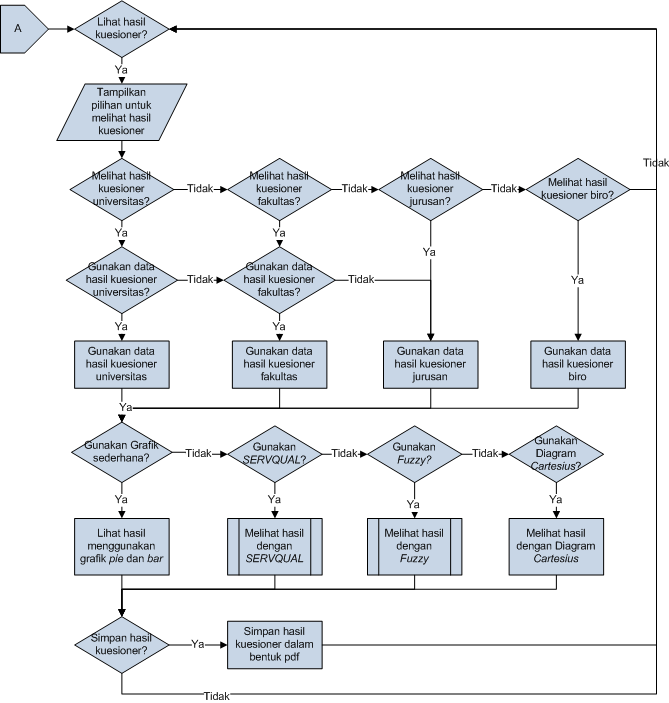 A
Lihat hasil
kuesioner?
Ya
Tampilkan
pilihan untuk
melihat hasil
kuesioner
Tidak
Melihat hasil
kuesioner
universitas?
Tidak
Melihat hasil
kuesioner
fakultas?
Tidak
Melihat hasil
kuesioner
jurusan?
Tidak
Melihat hasil
kuesioner biro?
Ya
Ya
Ya
Ya
Gunakan data
hasil kuesioner
universitas?
Tidak
Gunakan data
hasil kuesioner
fakultas?
Tidak
Ya
Ya
Gunakan data
hasil kuesioner
universitas
Gunakan data
hasil kuesioner
fakultas
Gunakan data
hasil kuesioner
jurusan
Gunakan data
hasil kuesioner
biro
Ya
Gunakan Grafik
sederhana?
Tidak
Gunakan
SERVQUAL?
Tidak
Gunakan
Fuzzy?
Tidak
Gunakan
Diagram
Cartesius?
Ya
Ya
Ya
Ya
Lihat hasil
menggunakan
grafik pie dan bar
Melihat hasil
dengan
SERVQUAL
Melihat hasil
dengan
Fuzzy
Melihat hasil
dengan Diagram
Cartesius
Simpan hasil
kuesioner?
Ya
Simpan hasil
kuesioner dalam
bentuk pdf
Tidak